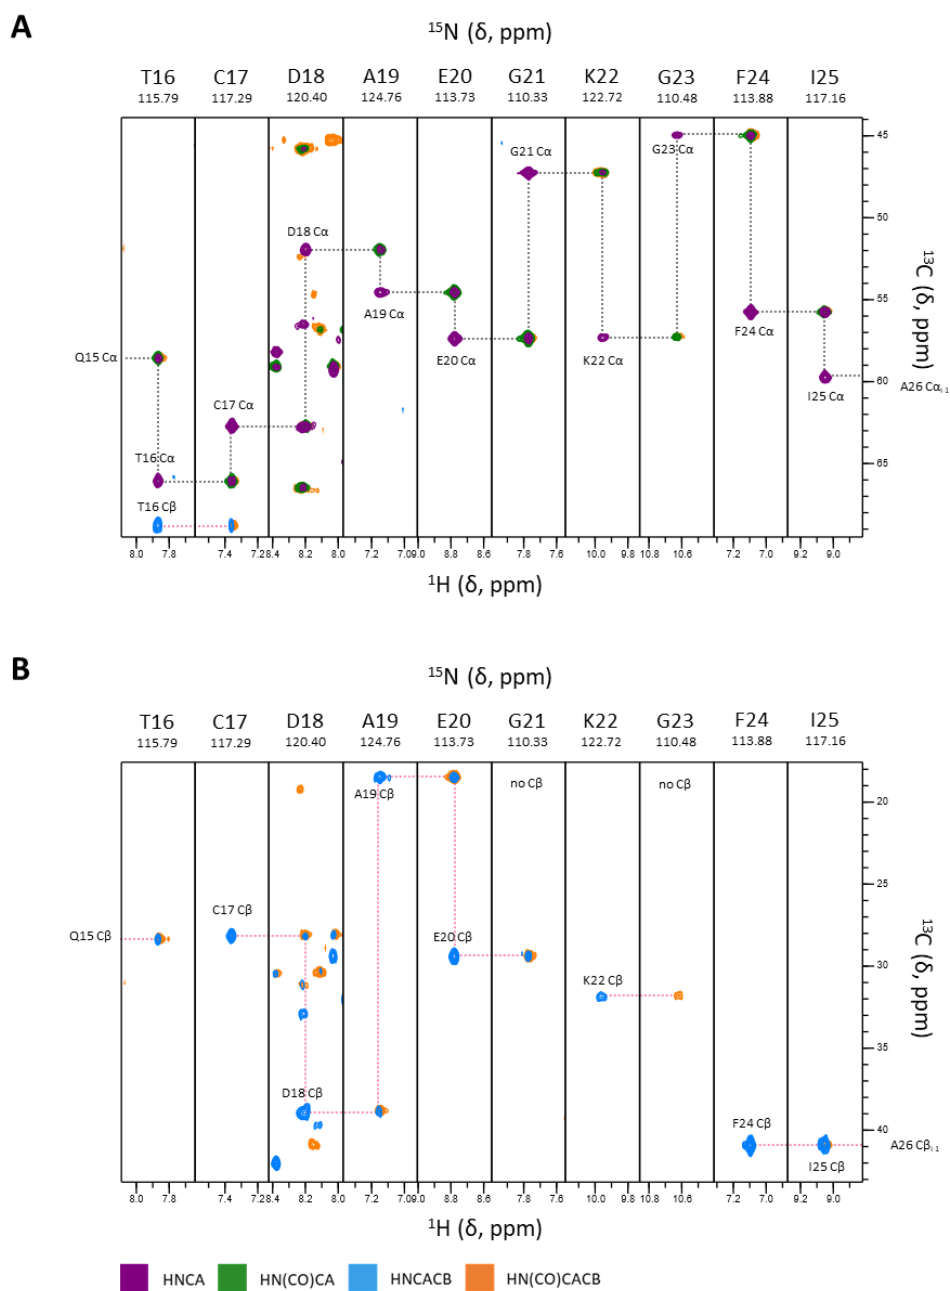 A
¹⁵N (δ, ppm)
T16 C17 D18 A19 E20 G21 K22 G23 F24 I25
115.79 117.29 120.40 124.76 113.73 110.33 122.72 110.48 113.88 117.16
45
G21 Cα
G23 Cα
50
D18 Cα
¹³C (δ, ppm)
55
A19 Cα
F24 Cα
Q15 Cα
E20 Cα
K22 Cα
60
A26 Cαᵢ₋₁
I25 Cα
C17 Cα
T16 Cα
65
T16 Cβ
8.0 7.8 7.4 7.28.4 8.2 8.0 7.2 7.09.0 8.8 8.6 7.8 7.6 10.0 9.8 10.8 10.6 7.2 7.0 9.2 9.0
¹H (δ, ppm)
B
¹⁵N (δ, ppm)
T16 C17 D18 A19 E20 G21 K22 G23 F24 I25
115.79 117.29 120.40 124.76 113.73 110.33 122.72 110.48 113.88 117.16
no Cβ no Cβ
A19 Cβ
20
25
C17 Cβ
Q15 Cβ
E20 Cβ
¹³C (δ, ppm)
30
K22 Cβ
35
D18 Cβ
F24 Cβ
40
A26 Cβᵢ₋₁
I25 Cβ
8.0 7.8 7.4 7.28.4 8.2 8.0 7.2 7.09.0 8.8 8.6 7.8 7.6 10.0 9.8 10.8 10.6 7.2 7.0 9.2 9.0
¹H (δ, ppm)
HNCA HN(CO)CA HNCACB HN(CO)CACB